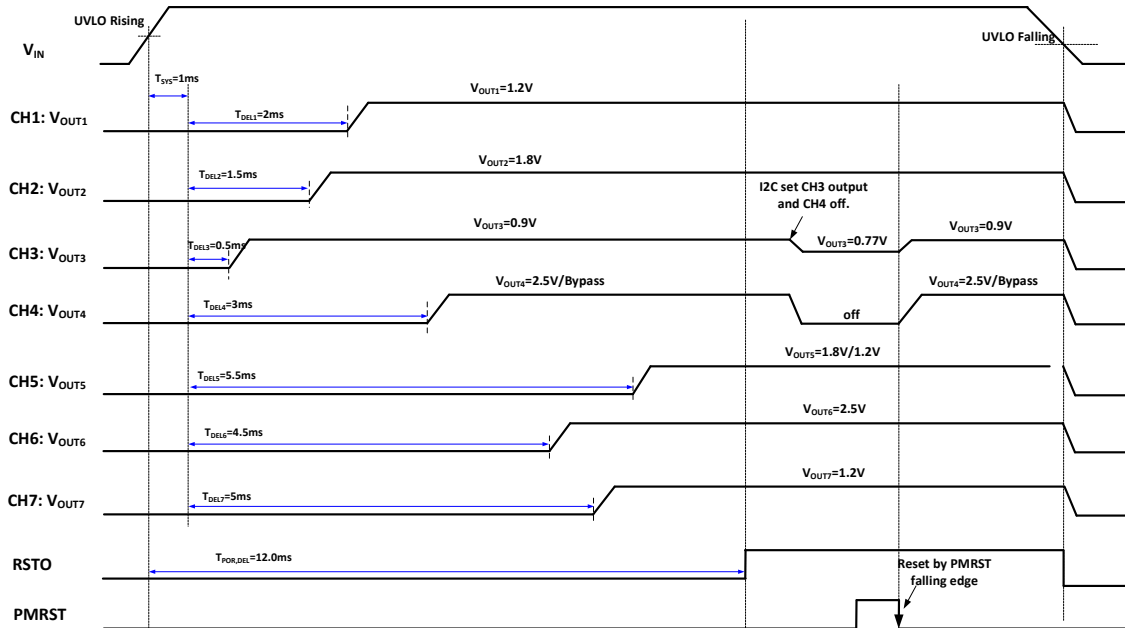 UVLO Rising
UVLO Falling
VIN
TSYS=1ms
VOUT1=1.2V
CH1: VOUT1
TDEL1=2ms
VOUT2=1.8V
CH2: VOUT2
TDEL2=1.5ms
I2C set CH3 output
and CH4 off.
VOUT3=0.9V
VOUT3=0.9V
CH3: VOUT3
TDEL3=0.5ms
VOUT3=0.77V
VOUT4=2.5V/Bypass
VOUT4=2.5V/Bypass
CH4: VOUT4
TDEL4=3ms
off
VOUT5=1.8V/1.2V
CH5: VOUT5
TDEL5=5.5ms
VOUT6=2.5V
CH6: VOUT6
TDEL6=4.5ms
VOUT7=1.2V
CH7: VOUT7
TDEL7=5ms
RSTO
TPOR,DEL=12.0ms
Reset by PMRST
falling edge
PMRST